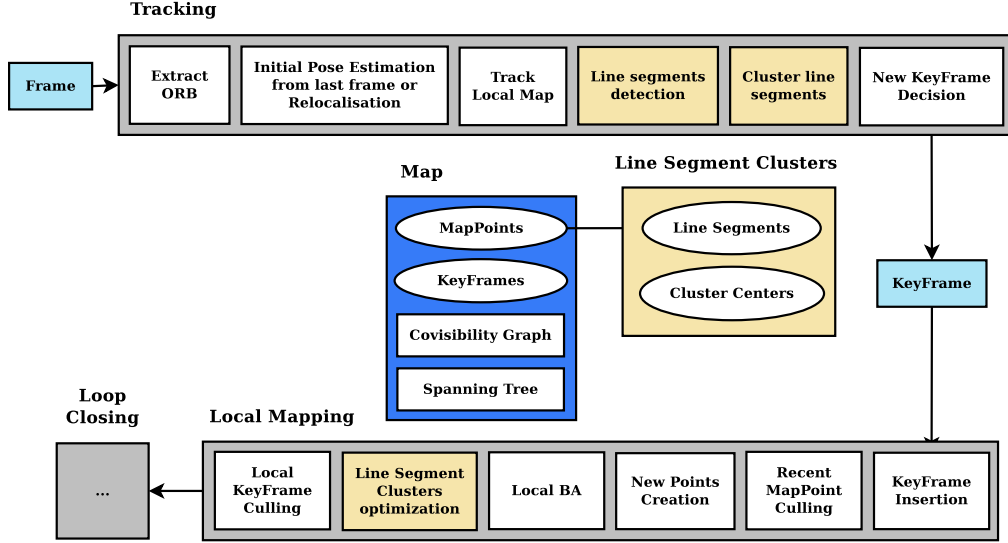 Tracking
Frame
Extract
ORB
Initial Pose Estimation
from last frame or
Relocalisation
Track
Local Map
Line segments
detection
Cluster line
segments
New KeyFrame
Decision
Map
MapPoints
KeyFrames
Covisibility Graph
Spanning Tree
Line Segment Clusters
Line Segments
Cluster Centers
KeyFrame
Loop
Closing
...
Local Mapping
Local
KeyFrame
Culling
Line Segment
Clusters
optimization
Local BA
New Points
Creation
Recent
MapPoint
Culling
KeyFrame
Insertion